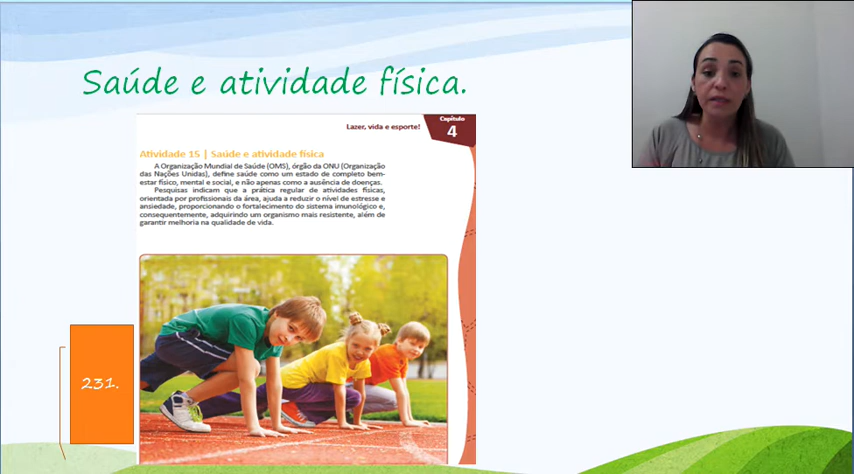 Saúde e atividade física.
Capítulo
4
Lazer, vida e esporte!
Atividade 15 | Saúde e atividade física
A Organização Mundial de Saúde (OMS), órgão da ONU (Organização
das Nações Unidas), define saúde como um estado de completo bem-
estar físico, mental e social, e não apenas como a ausência de doenças.
Pesquisas indicam que a prática regular de atividades físicas,
orientada por profissionais da área, ajuda a reduzir o nível de estresse e
ansiedade, proporcionando o fortalecimento do sistema imunológico e,
consequentemente, adquirindo um organismo mais resistente, além de
garantir melhoria na qualidade de vida.
231.